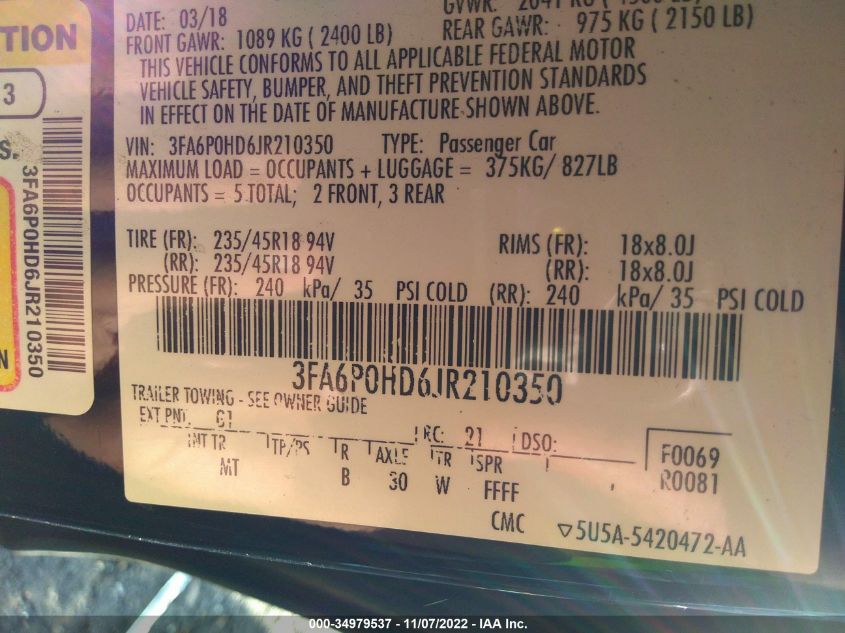 DATE: 03/18
FRONT GAWR: 1089 KG ( 2400 LB)
REAR GAWR: 975 KG ( 2150 LB)
THIS VEHICLE CONFORMS TO ALL APPLICABLE FEDERAL MOTOR
VEHICLE SAFETY, BUMPER, AND THEFT PREVENTION STANDARDS
IN EFFECT ON THE DATE OF MANUFACTURE SHOWN ABOVE.
VIN: 3FA6P0HD6JR210350 TYPE: Passenger Car
MAXIMUM LOAD = OCCUPANTS + LUGGAGE = 375KG/ 827LB
OCCUPANTS = 5 TOTAL; 2 FRONT, 3 REAR
TIRE (FR): 235/45R18 94V RIMS (FR): 18x8.0J
(RR): 235/45R18 94V (RR): 18x8.0J
PRESSURE (FR): 240 kPa/ 35 PSI COLD (RR): 240 kPa/ 35 PSI COLD
3FA6P0HD6JR210350
TRAILER TOWING - SEE OWNER GUIDE
EXT PNT: G1 RC: 21 DSO:
INT TR TP/PS R AXLE TR SPR
MT B 30 W FFFF
F0069
R0081
CMC ▽5U5A-5420472-AA
3
3FA6P0HD6JR210350
000-34979537 - 11/07/2022 - IAA Inc.